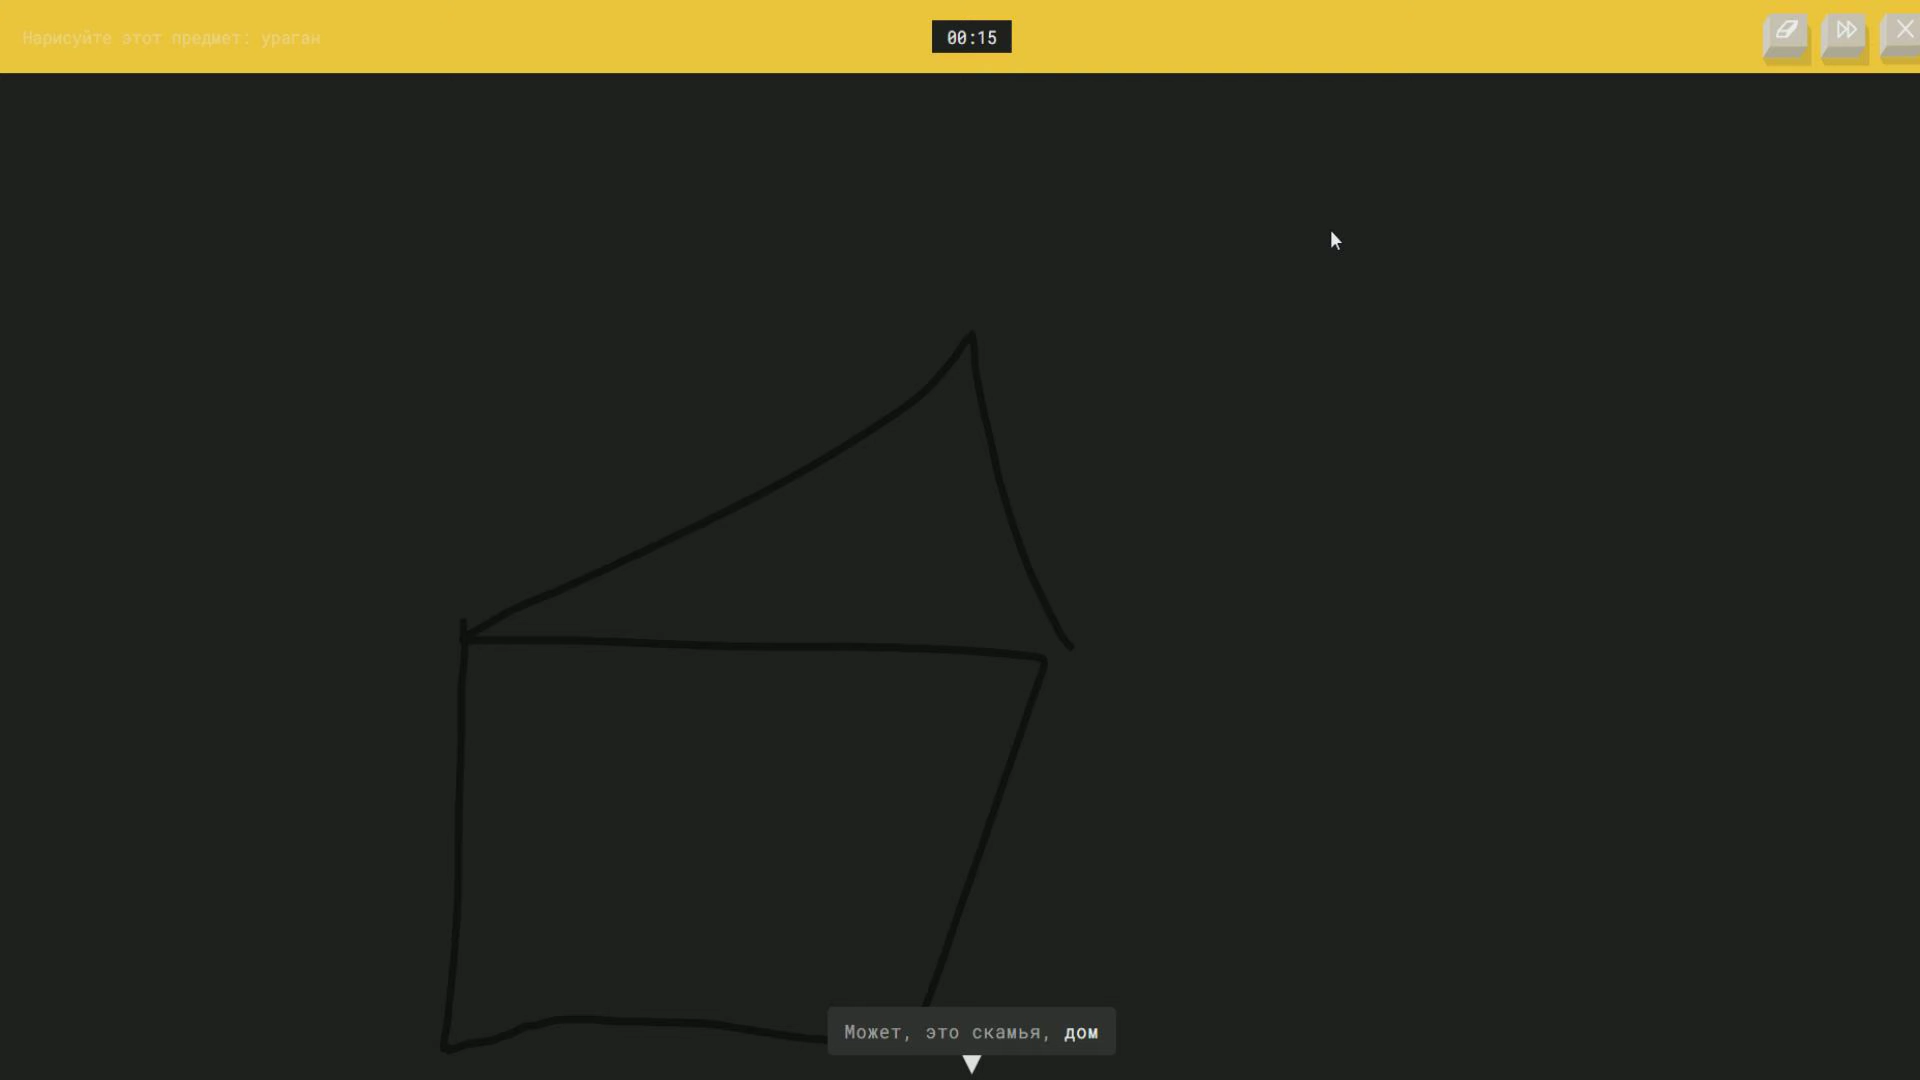 Нарисуйте этот предмет: ураган
00:15
Может, это скамья, дом